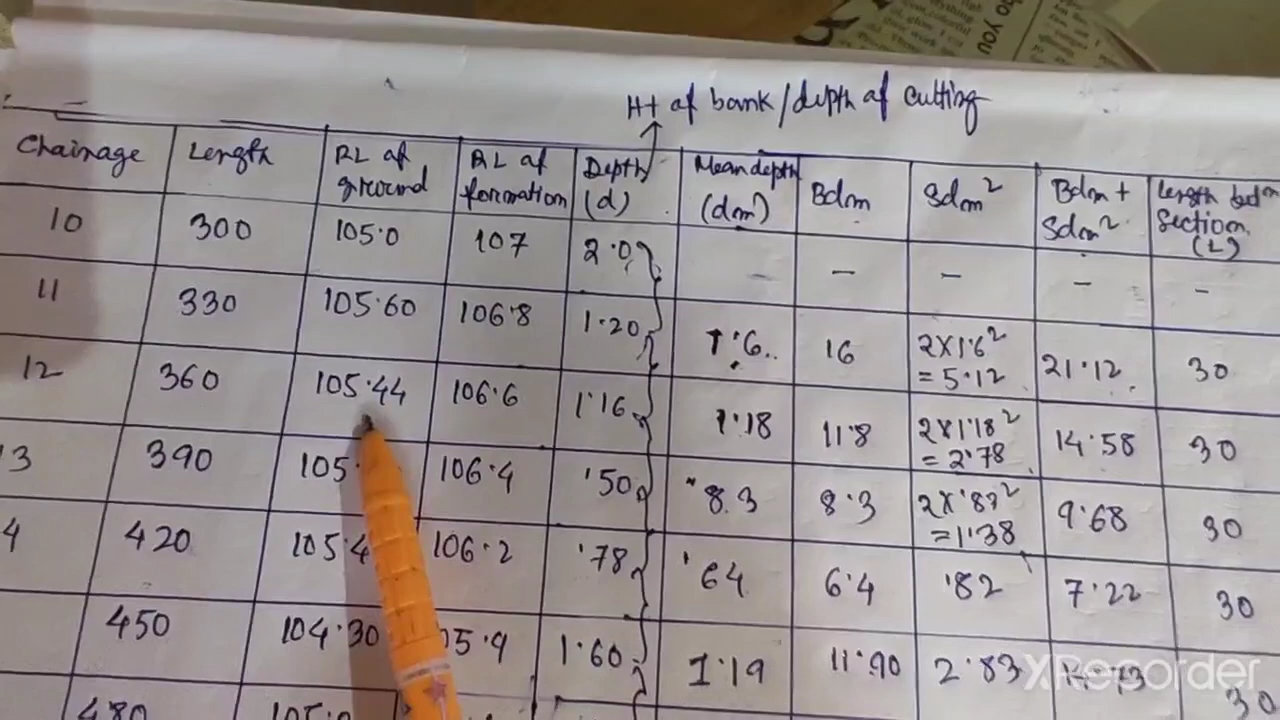 Ht of bank/depth of cutting
Chainage Length RL of ground RL of formation Depth (d) Mean depth (dm) Bdm Sdm² Bdm + Sdm² Length betn Section (L)
10 300 105.0 107 2.0 - - - - -
11 330 105.60 106.8 1.20 1.6 16 2×1.6² = 5.12 21.12 30
12 360 105.44 106.6 1.16 1.18 11.8 2×1.18² = 2.78 14.58 30
3 390 105. 106.4 .50 .83 8.3 2×.83² = 1.38 9.68 30
4 420 105.4 106.2 .78 .64 6.4 .82 7.22 30
450 104.30 05.9 1.60 1.19 11.90 2.83 30
480
XRecorder